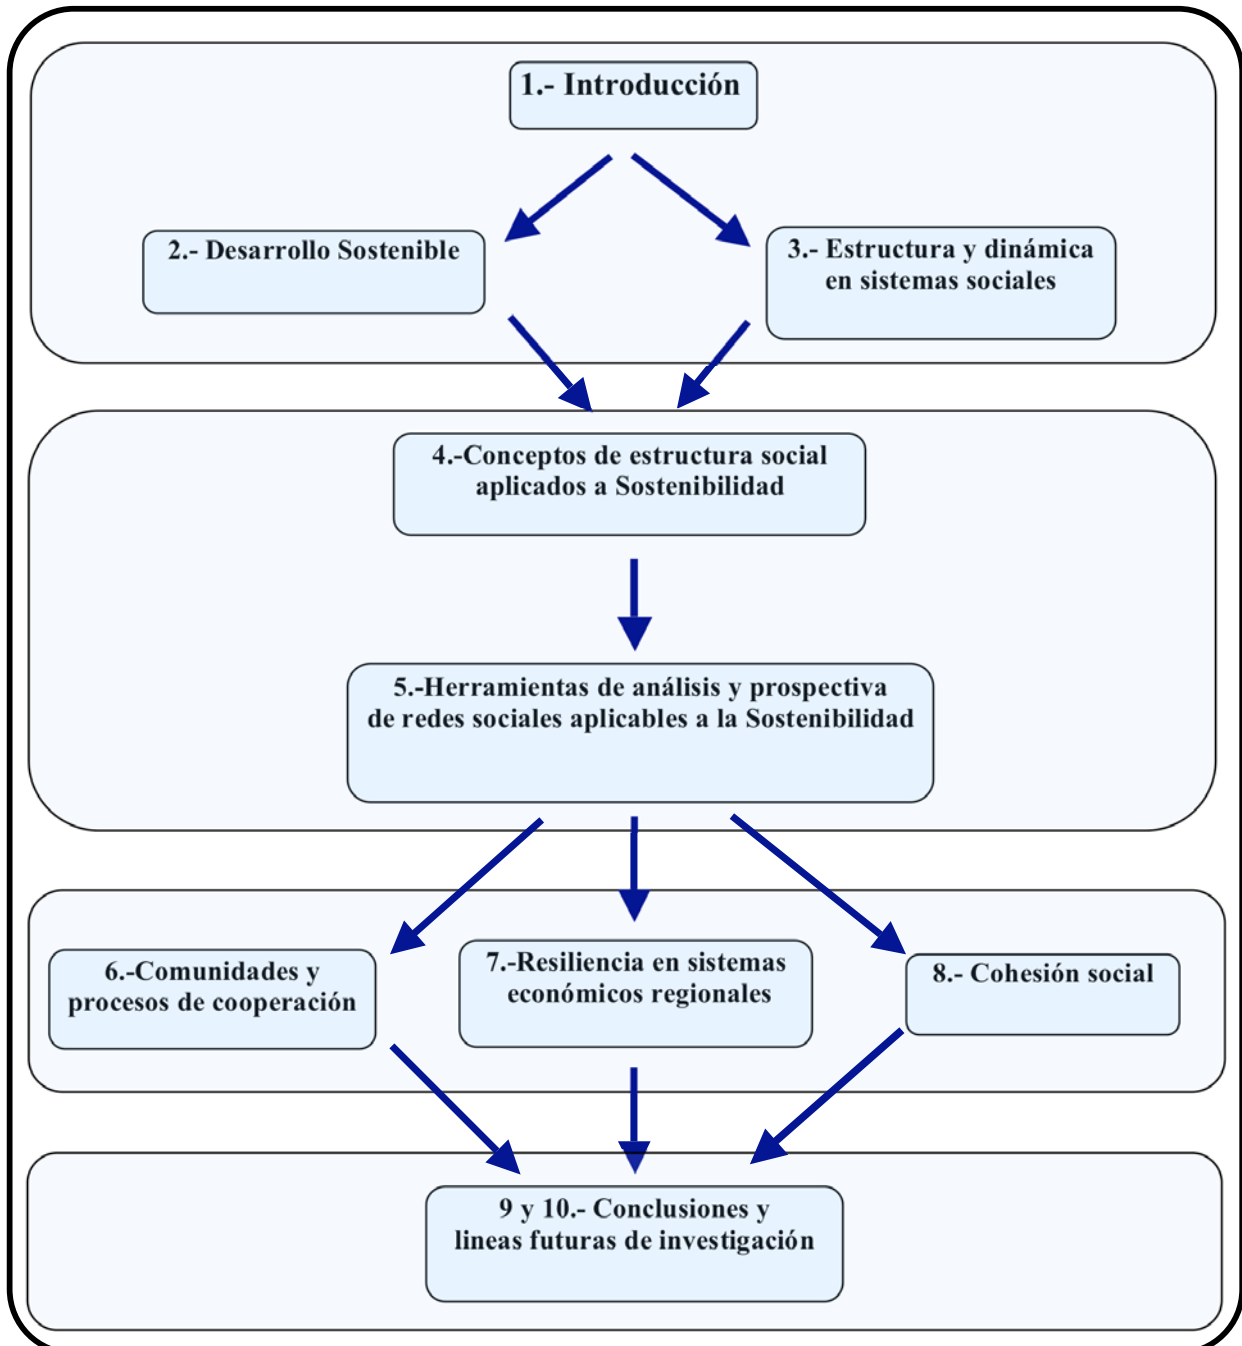 1.- Introducción
2.- Desarrollo Sostenible
3.- Estructura y dinámica
en sistemas sociales
4.-Conceptos de estructura social
aplicados a Sostenibilidad
5.-Herramientas de análisis y prospectiva
de redes sociales aplicables a la Sostenibilidad
6.-Comunidades y
procesos de cooperación
7.-Resiliencia en sistemas
económicos regionales
8.- Cohesión social
9 y 10.- Conclusiones y
lineas futuras de investigación